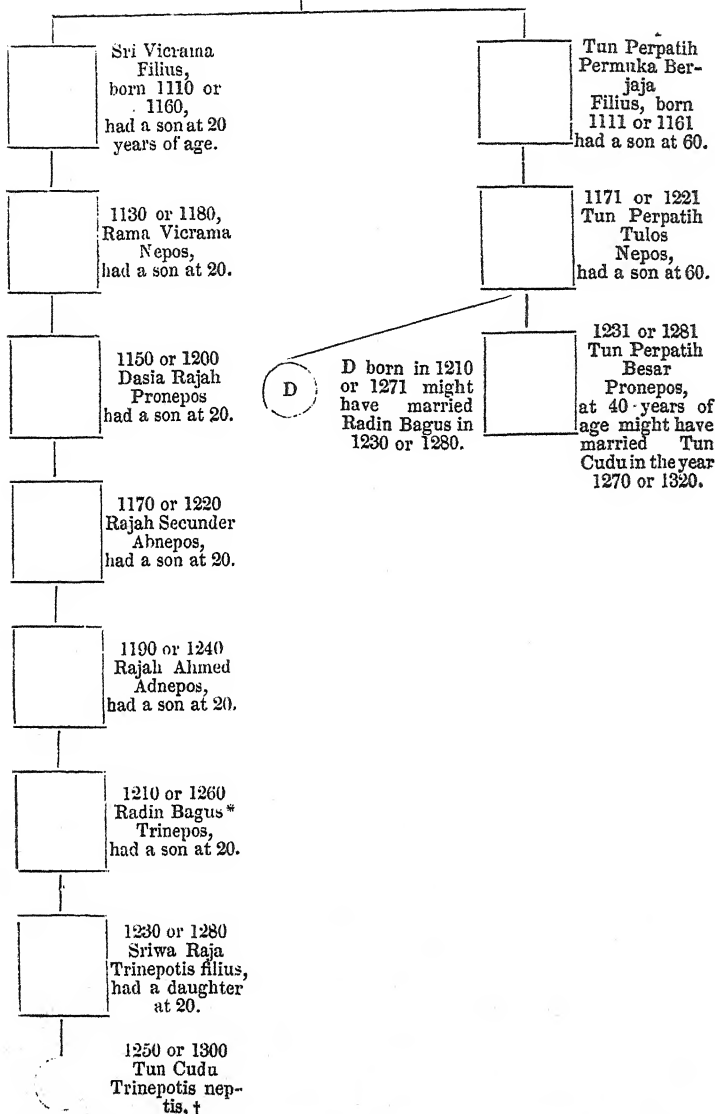 Sri Vicrama
Filius,
born 1110 or
1160,
had a son at 20
years of age.
Tun Perpatih
Permuka Ber-
jaja
Filius, born
1111 or 1161
had a son at 60.
1130 or 1180,
Rama Vicrama
Nepos,
had a son at 20.
1171 or 1221
Tun Perpatih
Tulos
Nepos,
had a son at 60.
1150 or 1200
Dasia Rajah
Pronepos
had a son at 20.
D
D born in 1210
or 1271 might
have married
Radin Bagus in
1230 or 1280.
1231 or 1281
Tun Perpatih
Besar
Pronepos,
at 40 years of
age might have
married Tun
Cudu in the year
1270 or 1320.
1170 or 1220
Rajah Secunder
Abnepos,
had a son at 20.
1190 or 1240
Rajah Ahmed
Adnepos,
had a son at 20.
1210 or 1260
Radin Bagus*
Trinepos,
had a son at 20.
1230 or 1280
Sriwa Raja
Trinepotis filius,
had a daughter
at 20.
1250 or 1300
Tun Cudu
Trinepotis nep-
tis.†